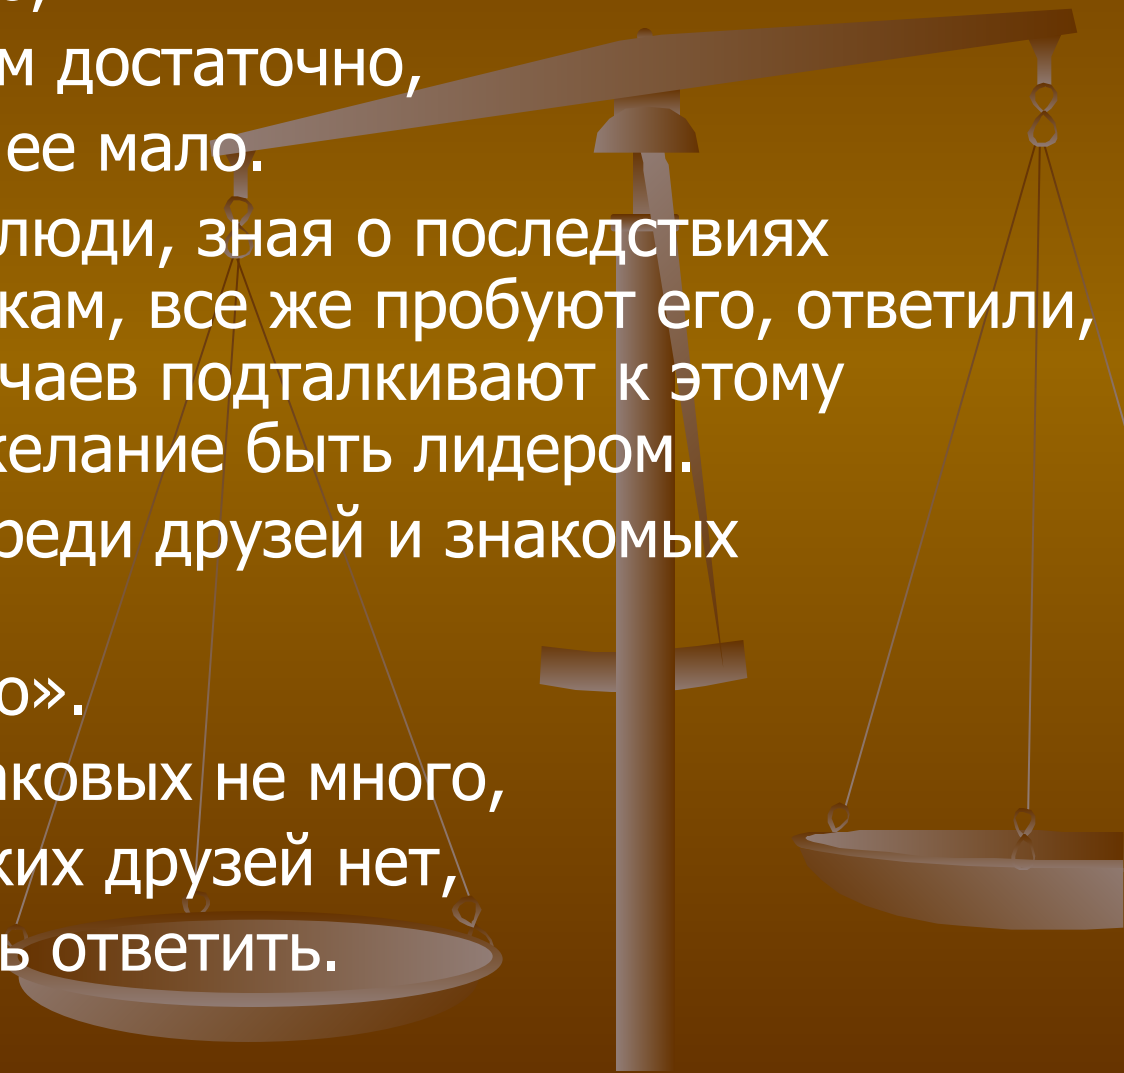 м достаточно,
ее мало.
люди, зная о последствиях
кам, все же пробуют его, ответили,
чаев подталкивают к этому
желание быть лидером.
реди друзей и знакомых
о».
аковых не много,
ких друзей нет,
ь ответить.